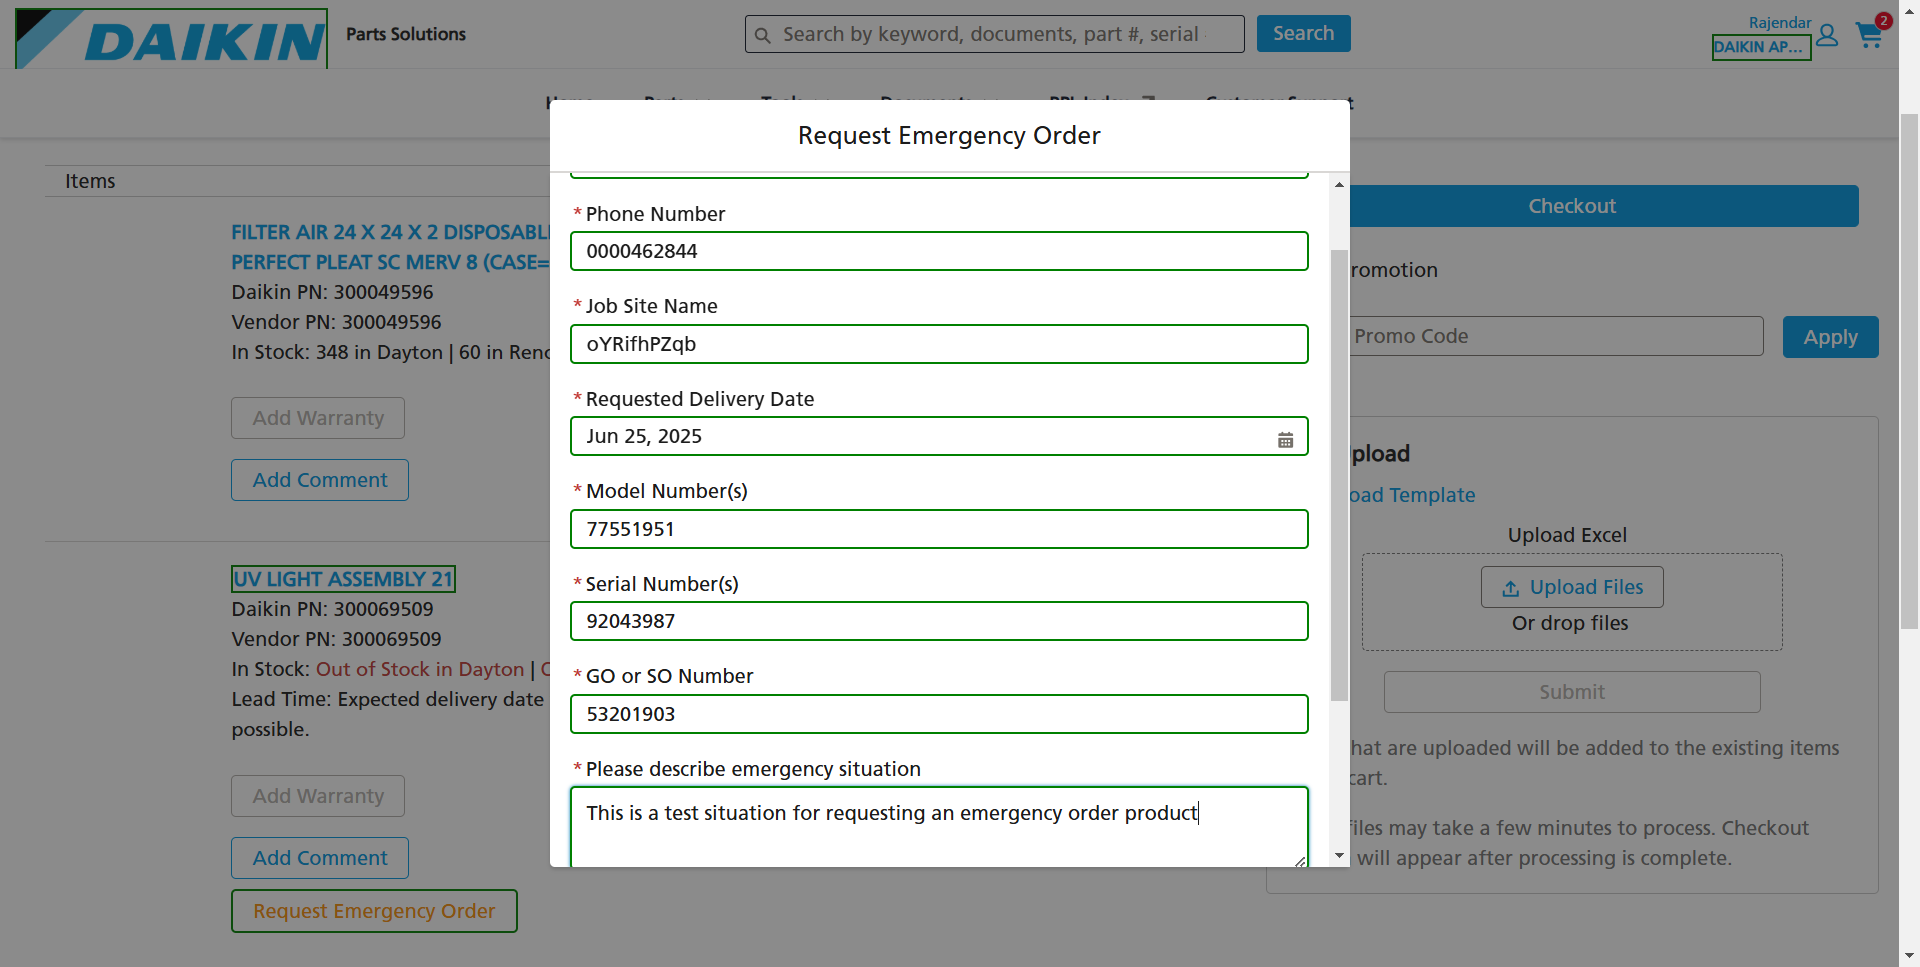 DAIKIN
Parts Solutions
Search by keyword, documents, part #, serial
Search
Rajendar
DAIKIN AP...
2
Request Emergency Order
Items
FILTER AIR 24 X 24 X 2 DISPOSABL
PERFECT PLEAT SC MERV 8 (CASE=
Daikin PN: 300049596
Vendor PN: 300049596
In Stock: 348 in Dayton | 60 in Reno
Add Warranty
Add Comment
UV LIGHT ASSEMBLY 21
Daikin PN: 300069509
Vendor PN: 300069509
In Stock: Out of Stock in Dayton |
Lead Time: Expected delivery date
possible.
Add Warranty
Add Comment
Request Emergency Order
* Phone Number
0000462844
* Job Site Name
oYRifhPZqb
* Requested Delivery Date
Jun 25, 2025
* Model Number(s)
77551951
* Serial Number(s)
92043987
* GO or SO Number
53201903
* Please describe emergency situation
This is a test situation for requesting an emergency order product
Checkout
romotion
Promo Code
Apply
pload
oad Template
Upload Excel
Upload Files
Or drop files
Submit
hat are uploaded will be added to the existing items
cart.
files may take a few minutes to process. Checkout
will appear after processing is complete.